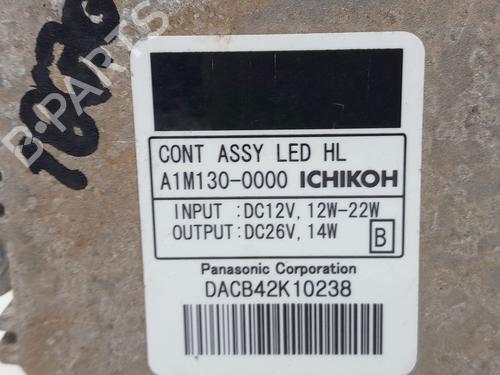 CONT ASSY LED HL
A1M130-0000 ICHIKOH
INPUT :DC12V, 12W-22W
OUTPUT:DC26V, 14W
B
Panasonic Corporation
DACB42K10238
B-PARTS